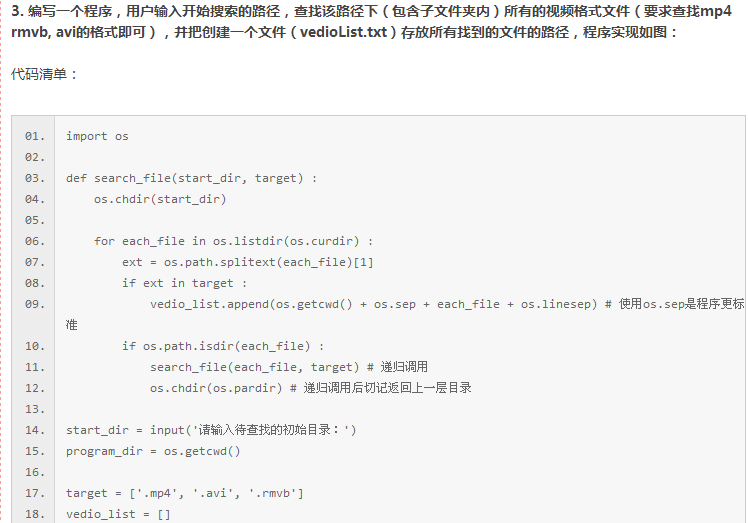 3. 编写一个程序，用户输入开始搜索的路径，查找该路径下（包含子文件夹内）所有的视频格式文件（要求查找mp4
rmvb, avi的格式即可），并把创建一个文件（vedioList.txt）存放所有找到的文件的路径，程序实现如图：
代码清单：
01. import os
02.
03. def search_file(start_dir, target) :
04.     os.chdir(start_dir)
05.
06.     for each_file in os.listdir(os.curdir) :
07.         ext = os.path.splitext(each_file)[1]
08.         if ext in target :
09.             vedio_list.append(os.getcwd() + os.sep + each_file + os.linesep) # 使用os.sep是程序更标
准
10.         if os.path.isdir(each_file) :
11.             search_file(each_file, target) # 递归调用
12.             os.chdir(os.pardir) # 递归调用后切记返回上一层目录
13.
14. start_dir = input('请输入待查找的初始目录：')
15. program_dir = os.getcwd()
16.
17. target = ['.mp4', '.avi', '.rmvb']
18. vedio_list = []